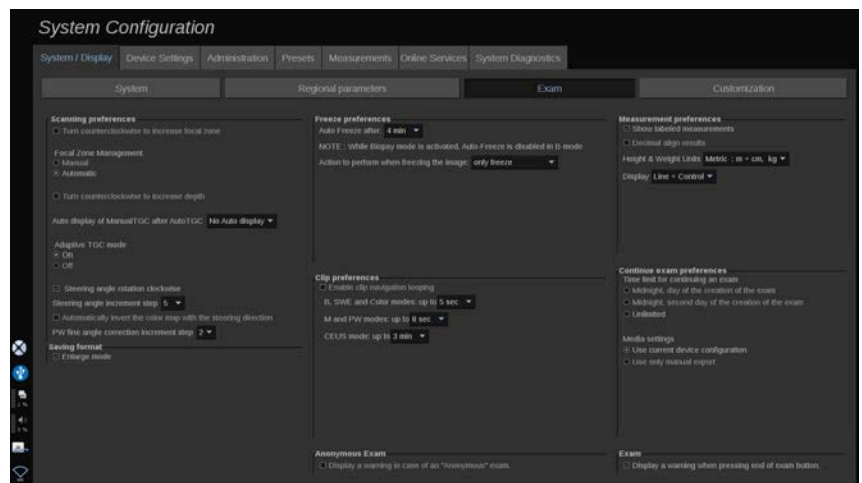 System Configuration
System / Display
Device Settings
Administration
Presets
Measurements
Online Services
System Diagnostics
System
Regional parameters
Exam
Customization
Scanning preferences
Turn counterclockwise to increase focal zone
Focal Zone Management
Manual
Automatic
Turn counterclockwise to increase depth
Auto display of ManualTGC after AutoTGC No Auto display
Adaptive TGC mode
On
Off
Steering angle rotation clockwise
Steering angle increment step 5
Automatically invert the color map with the steering direction
PW fine angle correction increment step 2
Saving format
Enlarge mode
Freeze preferences
Auto Freeze after: 4 min
NOTE : While Biopsy mode is activated, Auto-Freeze is disabled in B mode
Action to perform when freezing the image: only freeze
Clip preferences
Enable clip navigation looping
B, SWE and Color modes: up to 5 sec
M and PW modes: up to 8 sec
CEUS mode: up to 3 min
Anonymous Exam
Display a warning in case of an "Anonymous" exam.
Measurement preferences
Show labeled measurements
Decimal align results
Height & Weight Units Metric : m + cm, kg
Display Line + Control
Continue exam preferences
Time limit for continuing an exam
Midnight, day of the creation of the exam
Midnight, second day of the creation of the exam
Unlimited
Media settings
Use current device configuration
Use only manual export
Exam
Display a warning when pressing end of exam button.